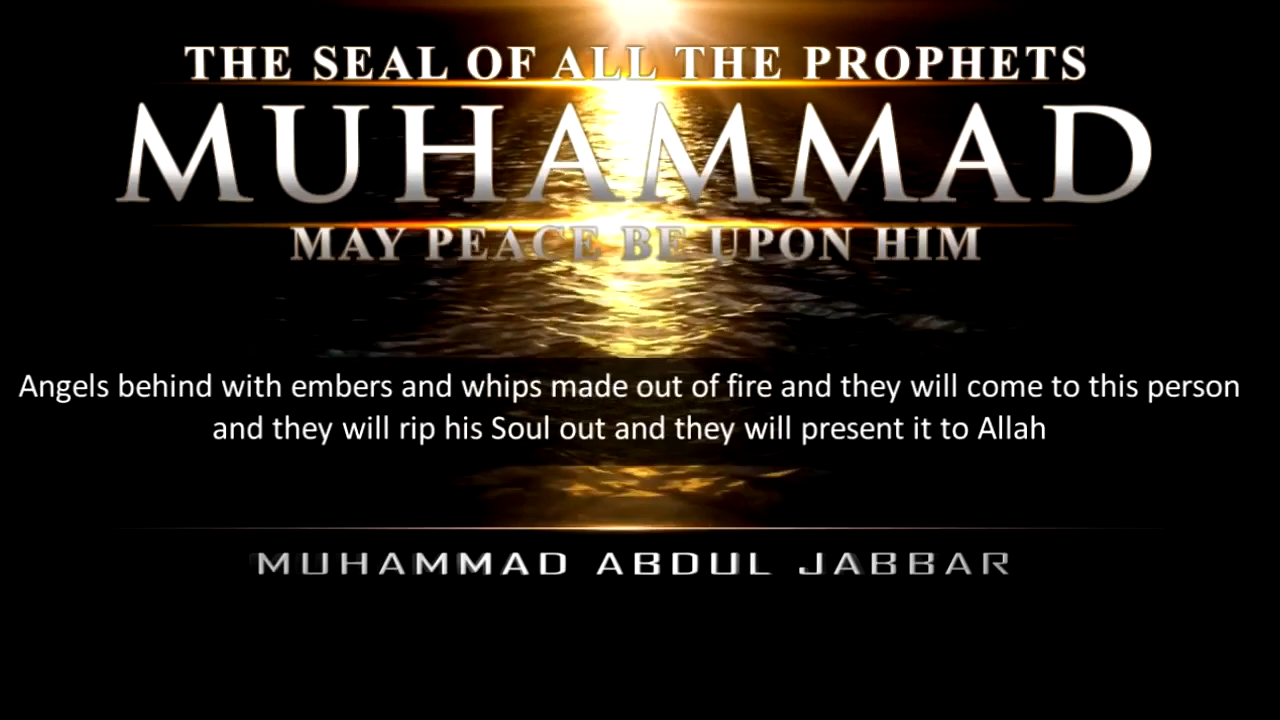 THE SEAL OF ALL THE PROPHETS
MUHAMMAD
MAY PEACE BE UPON HIM
Angels behind with embers and whips made out of fire and they will come to this person
and they will rip his Soul out and they will present it to Allah
MUHAMMAD ABDUL JABBAR